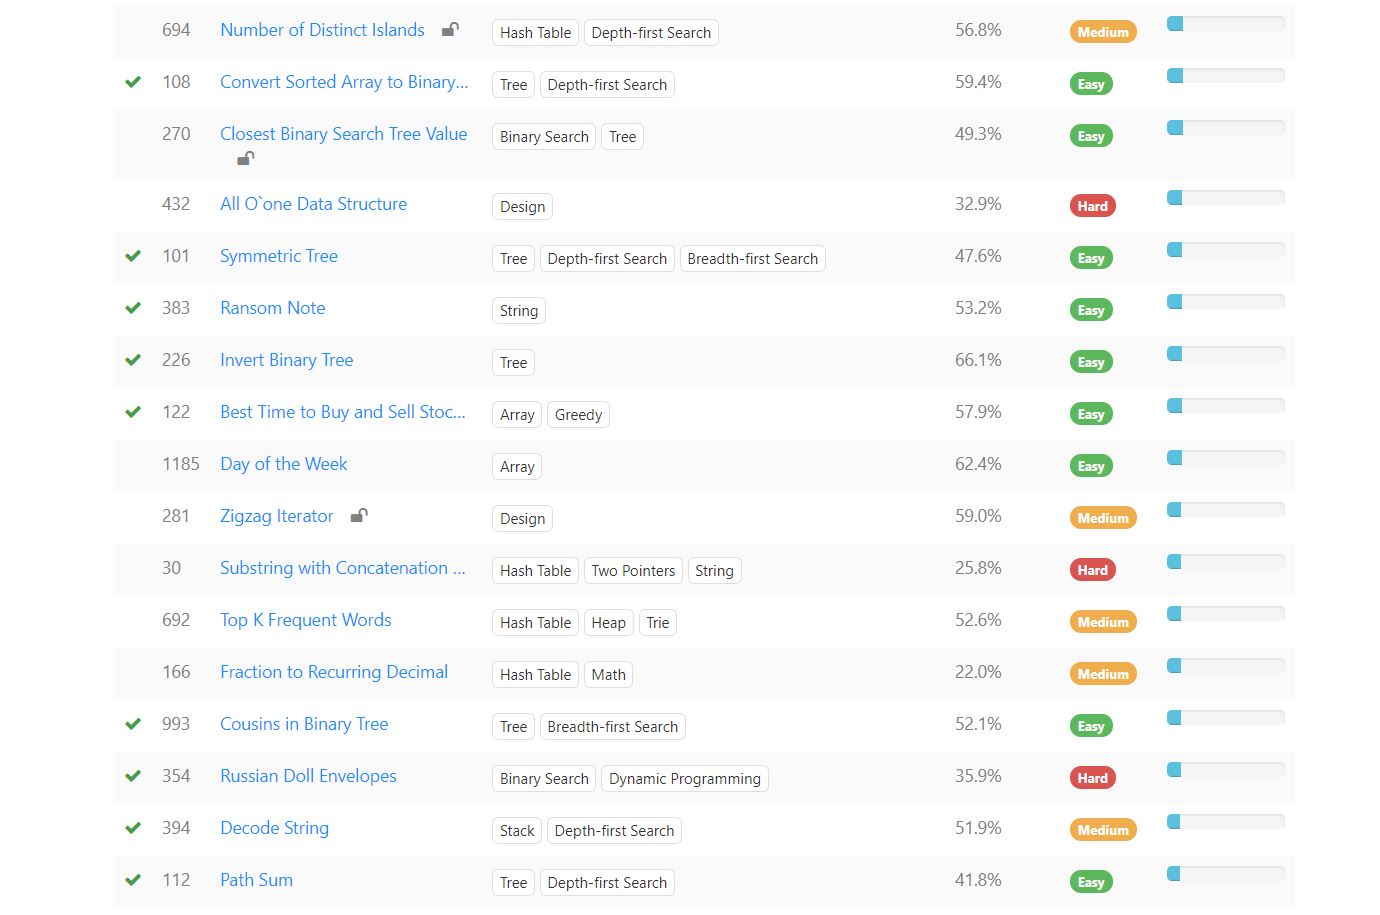 694 Number of Distinct Islands Hash Table Depth-first Search 56.8% Medium
108 Convert Sorted Array to Binary... Tree Depth-first Search 59.4% Easy
270 Closest Binary Search Tree Value Binary Search Tree 49.3% Easy
432 All O`one Data Structure Design 32.9% Hard
101 Symmetric Tree Tree Depth-first Search Breadth-first Search 47.6% Easy
383 Ransom Note String 53.2% Easy
226 Invert Binary Tree Tree 66.1% Easy
122 Best Time to Buy and Sell Stoc... Array Greedy 57.9% Easy
1185 Day of the Week Array 62.4% Easy
281 Zigzag Iterator Design 59.0% Medium
30 Substring with Concatenation ... Hash Table Two Pointers String 25.8% Hard
692 Top K Frequent Words Hash Table Heap Trie 52.6% Medium
166 Fraction to Recurring Decimal Hash Table Math 22.0% Medium
993 Cousins in Binary Tree Tree Breadth-first Search 52.1% Easy
354 Russian Doll Envelopes Binary Search Dynamic Programming 35.9% Hard
394 Decode String Stack Depth-first Search 51.9% Medium
112 Path Sum Tree Depth-first Search 41.8% Easy